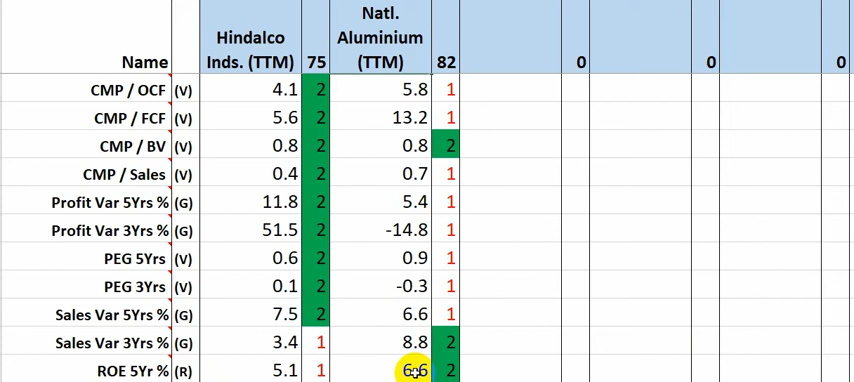 Name Hindalco Inds. (TTM) 75 Natl. Aluminium (TTM) 82 0 0 0
CMP / OCF (V) 4.1 2 5.8 1
CMP / FCF (V) 5.6 2 13.2 1
CMP / BV (V) 0.8 2 0.8 2
CMP / Sales (V) 0.4 2 0.7 1
Profit Var 5Yrs % (G) 11.8 2 5.4 1
Profit Var 3Yrs % (G) 51.5 2 -14.8 1
PEG 5Yrs (V) 0.6 2 0.9 1
PEG 3Yrs (V) 0.1 2 -0.3 1
Sales Var 5Yrs % (G) 7.5 2 6.6 1
Sales Var 3Yrs % (G) 3.4 1 8.8 2
ROE 5Yr % (R) 5.1 1 6.6 2